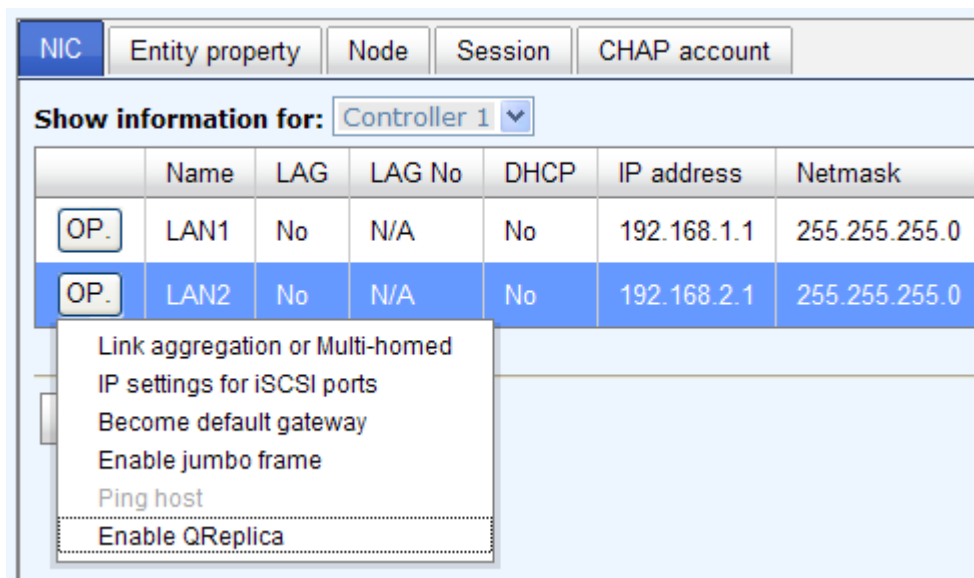 NIC Entity property Node Session CHAP account
Show information for: Controller 1
Name LAG LAG No DHCP IP address Netmask
OP. LAN1 No N/A No 192.168.1.1 255.255.255.0
OP. LAN2 No N/A No 192.168.2.1 255.255.255.0
Link aggregation or Multi-homed
IP settings for iSCSI ports
Become default gateway
Enable jumbo frame
Ping host
Enable QReplica